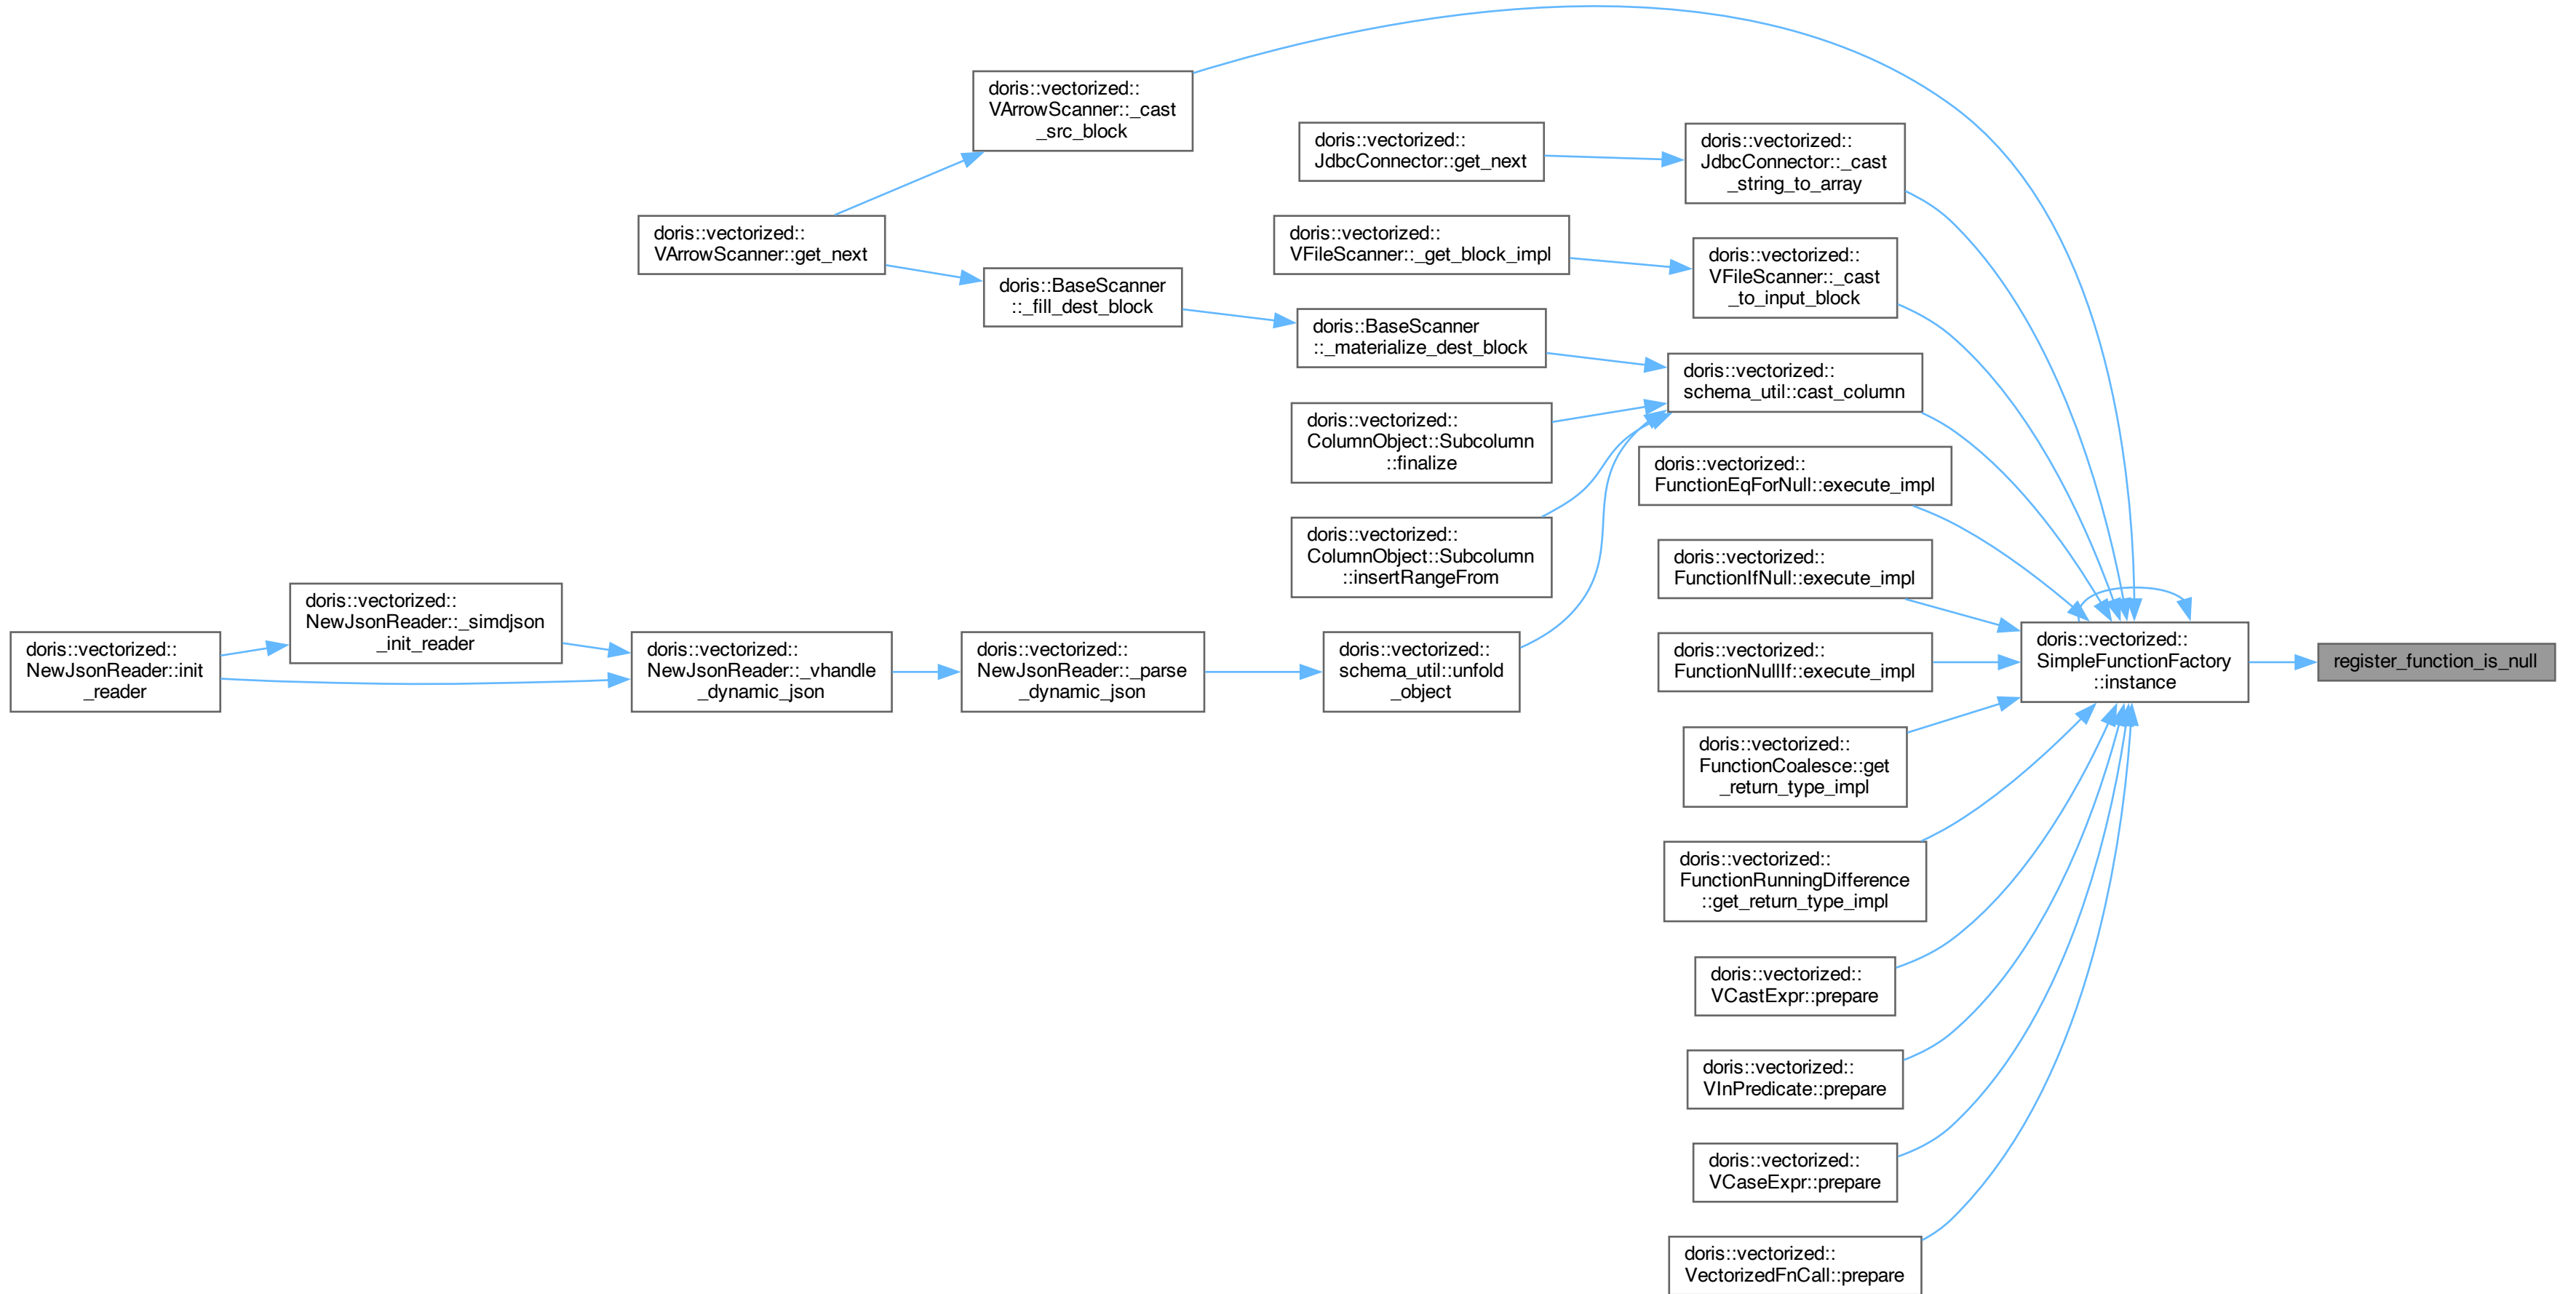 doris::vectorized::
VArrowScanner::_cast
_src_block
doris::vectorized::
JdbcConnector::get_next
doris::vectorized::
JdbcConnector::_cast
_string_to_array
doris::vectorized::
VArrowScanner::get_next
doris::vectorized::
VFileScanner::_get_block_impl
doris::vectorized::
VFileScanner::_cast
_to_input_block
doris::BaseScanner
::_fill_dest_block
doris::BaseScanner
::_materialize_dest_block
doris::vectorized::
schema_util::cast_column
doris::vectorized::
ColumnObject::Subcolumn
::finalize
doris::vectorized::
FunctionEqForNull::execute_impl
doris::vectorized::
ColumnObject::Subcolumn
::insertRangeFrom
doris::vectorized::
FunctionIfNull::execute_impl
doris::vectorized::
NewJsonReader::_simdjson
_init_reader
doris::vectorized::
NewJsonReader::init
_reader
doris::vectorized::
NewJsonReader::_vhandle
_dynamic_json
doris::vectorized::
NewJsonReader::_parse
_dynamic_json
doris::vectorized::
schema_util::unfold
_object
doris::vectorized::
FunctionNullIf::execute_impl
doris::vectorized::
SimpleFunctionFactory
::instance
register_function_is_null
doris::vectorized::
FunctionCoalesce::get
_return_type_impl
doris::vectorized::
FunctionRunningDifference
::get_return_type_impl
doris::vectorized::
VCastExpr::prepare
doris::vectorized::
VInPredicate::prepare
doris::vectorized::
VCaseExpr::prepare
doris::vectorized::
VectorizedFnCall::prepare